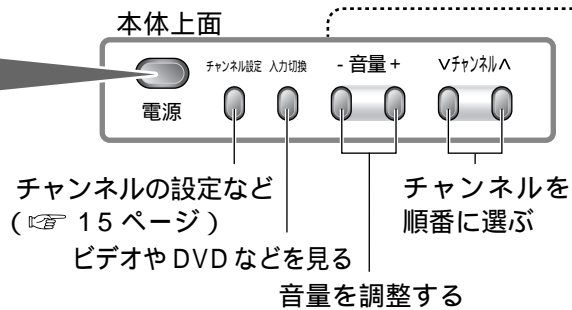 本体上面
チャンネル設定 入力切換 - 音量 + ∨チャンネル∧
電源
チャンネルの設定など
(☞ 15 ページ)
チャンネルを
順番に選ぶ
ビデオや DVD などを見る
音量を調整する